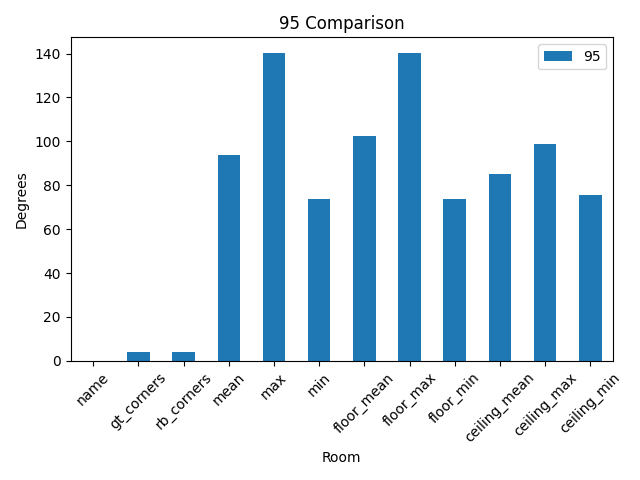 95 Comparison
95
Degrees
140
120
100
80
60
40
20
0
name
gt_corners
rb_corners
mean
max
min
floor_mean
floor_max
floor_min
ceiling_mean
ceiling_max
ceiling_min
Room